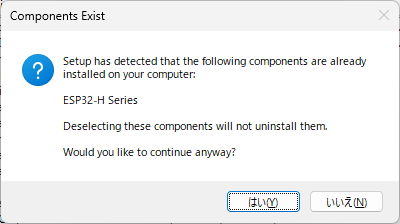 Components Exist
Setup has detected that the following components are already
installed on your computer:
ESP32-H Series
Deselecting these components will not uninstall them.
Would you like to continue anyway?
はい(Y)
いいえ(N)